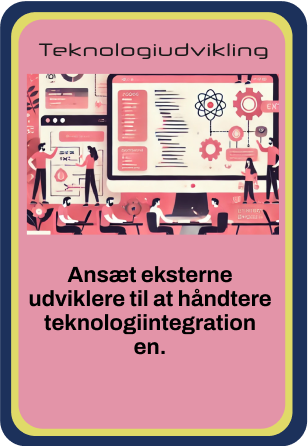 Teknologiudvikling
Ansæt eksterne
udviklere til at håndtere
teknologiintegration
en.